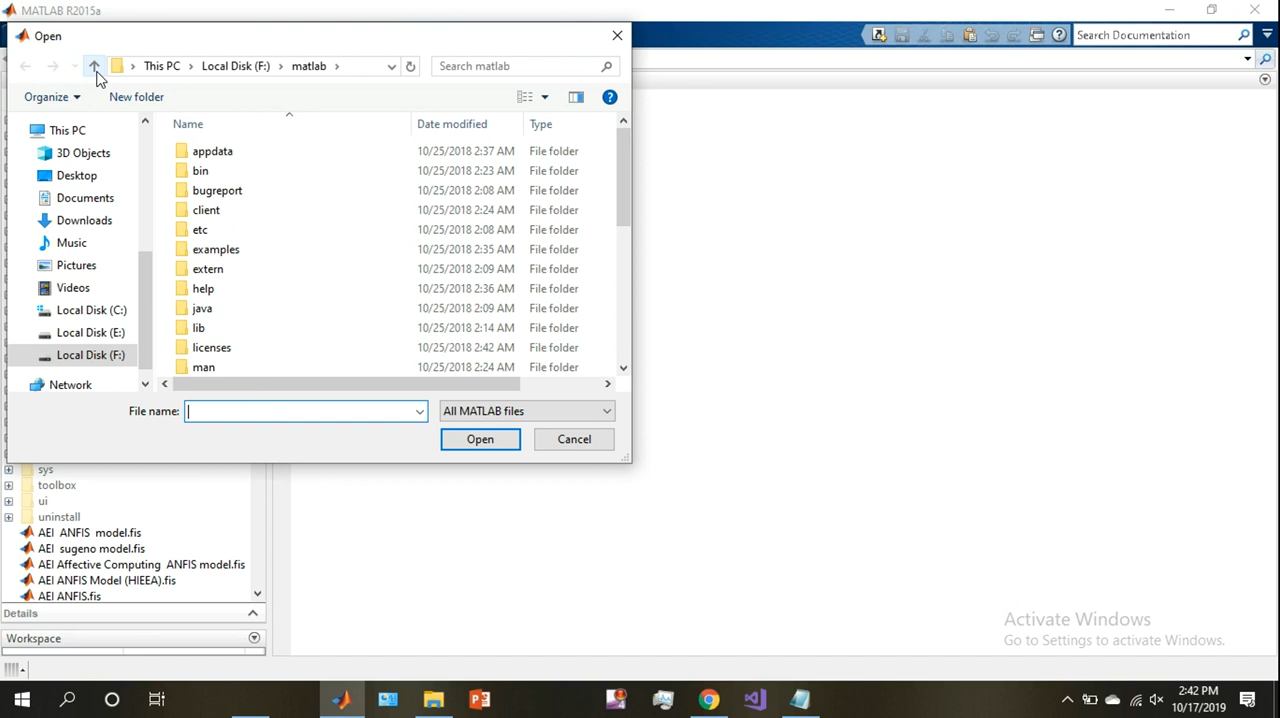 MATLAB R2015a
Open
Search Documentation
This PC
Local Disk (F:)
matlab
Search matlab
Organize
New folder
Name
Date modified
Type
This PC
3D Objects
Desktop
Documents
Downloads
Music
Pictures
Videos
Local Disk (C:)
Local Disk (E:)
Local Disk (F:)
Network
appdata 10/25/2018 2:37 AM File folder
bin 10/25/2018 2:23 AM File folder
bugreport 10/25/2018 2:08 AM File folder
client 10/25/2018 2:24 AM File folder
etc 10/25/2018 2:08 AM File folder
examples 10/25/2018 2:35 AM File folder
extern 10/25/2018 2:09 AM File folder
help 10/25/2018 2:36 AM File folder
java 10/25/2018 2:09 AM File folder
lib 10/25/2018 2:14 AM File folder
licenses 10/25/2018 2:42 AM File folder
man 10/25/2018 2:24 AM File folder
File name:
All MATLAB files
Open
Cancel
sys
toolbox
ui
uninstall
AEI ANFIS model.fis
AEI sugeno model.fis
AEI Affective Computing ANFIS model.fis
AEI ANFIS Model (HIEEA).fis
AEI ANFIS.fis
Details
Workspace
Activate Windows
Go to Settings to activate Windows.
2:42 PM
10/17/2019